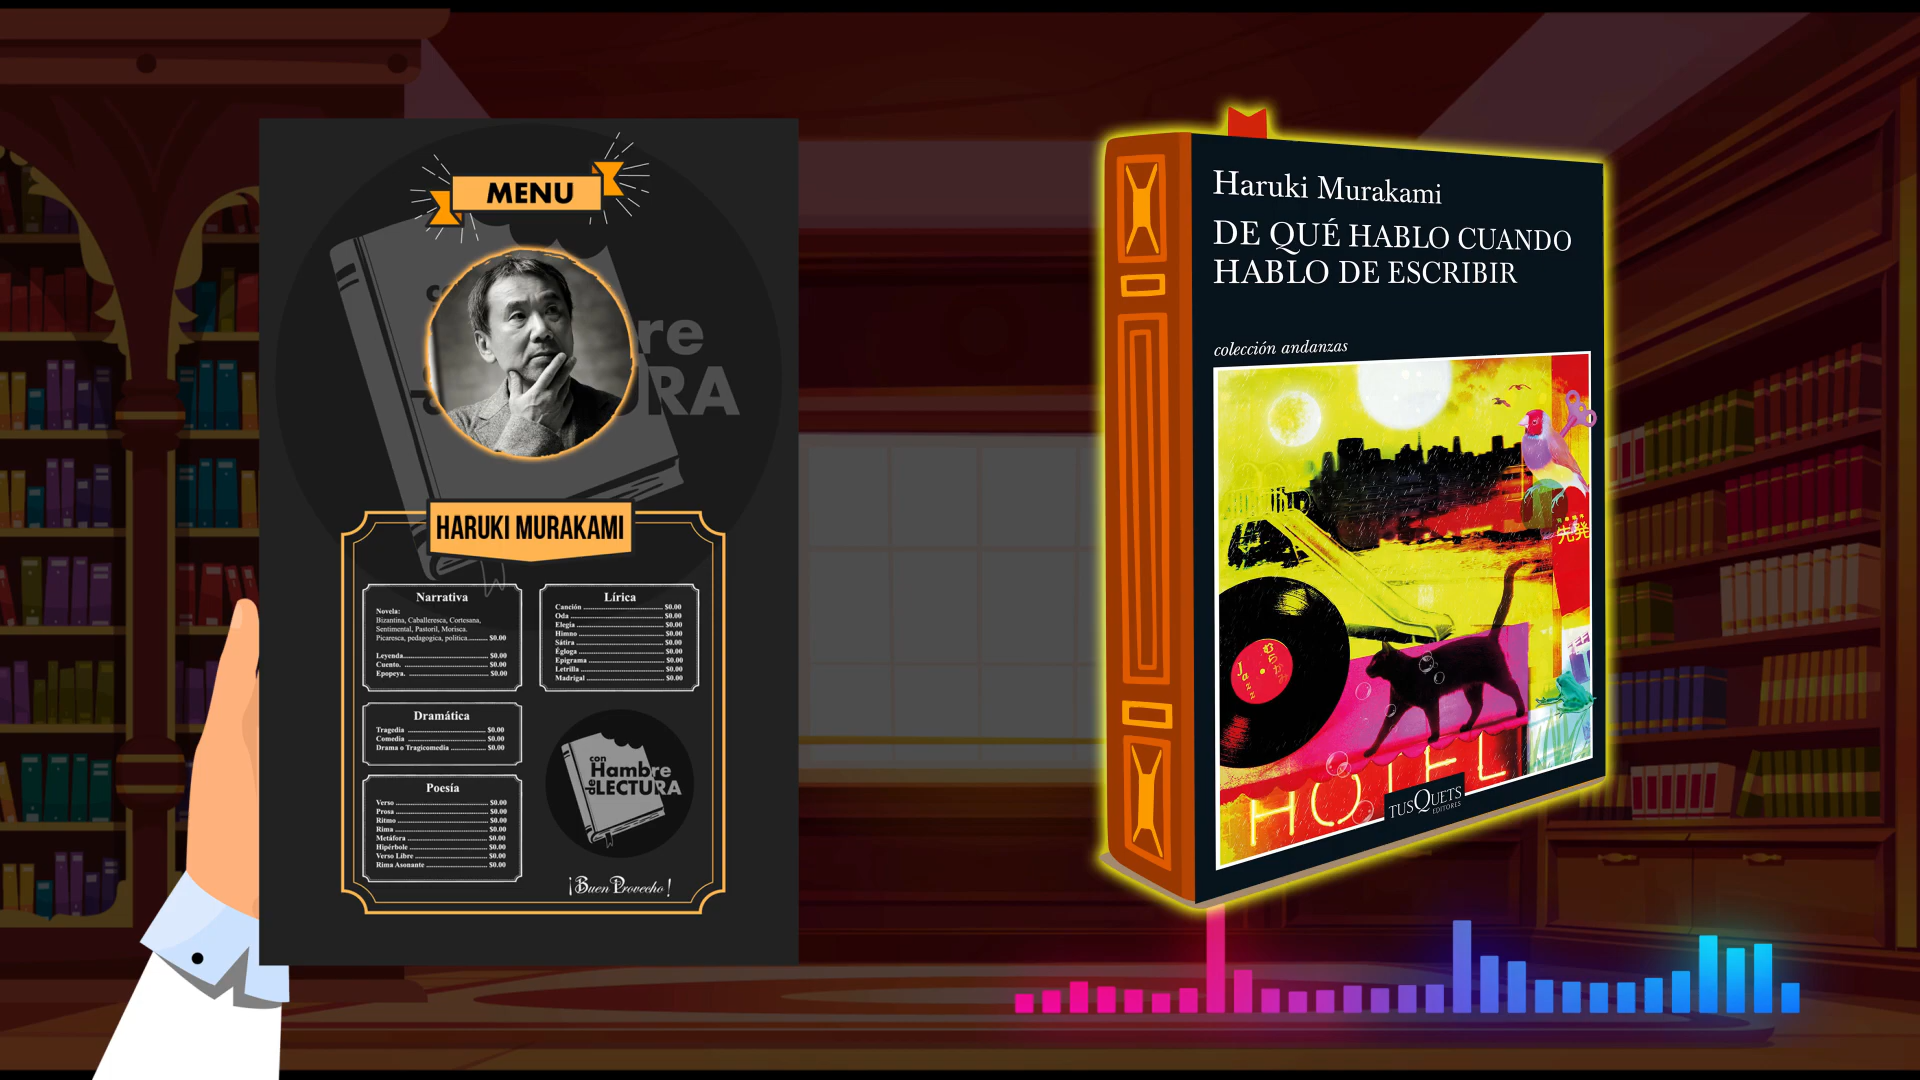 MENU
HARUKI MURAKAMI
Narrativa
Novela:
Bizantina, Caballeresca, Cortesana,
Sentimental, Pastoril, Morisca.
Picaresca, pedagogica, politica.......... $0.00
Leyenda.......................................... $0.00
Cuento. .......................................... $0.00
Epopeya. ........................................ $0.00
Lírica
Canción ........................................ $0.00
Oda ........................................ $0.00
Elegía ........................................ $0.00
Himno ........................................ $0.00
Sátira ........................................ $0.00
Égloga ........................................ $0.00
Epigrama ........................................ $0.00
Letrilla ........................................ $0.00
Madrigal ........................................ $0.00
Dramática
Tragedia ........................................ $0.00
Comedia ........................................ $0.00
Drama o Tragicomedia ................ $0.00
Poesía
Verso ........................................ $0.00
Prosa ........................................ $0.00
Ritmo ........................................ $0.00
Rima ........................................ $0.00
Metáfora ........................................ $0.00
Hipérbole ........................................ $0.00
Verso Libre ........................................ $0.00
Rima Asonante ................................ $0.00
con
Hambre
de LECTURA
¡Buen Provecho!
Haruki Murakami
DE QUÉ HABLO CUANDO
HABLO DE ESCRIBIR
colección andanzas
Jazz
HOTEL
TUSQUETS
EDITORES